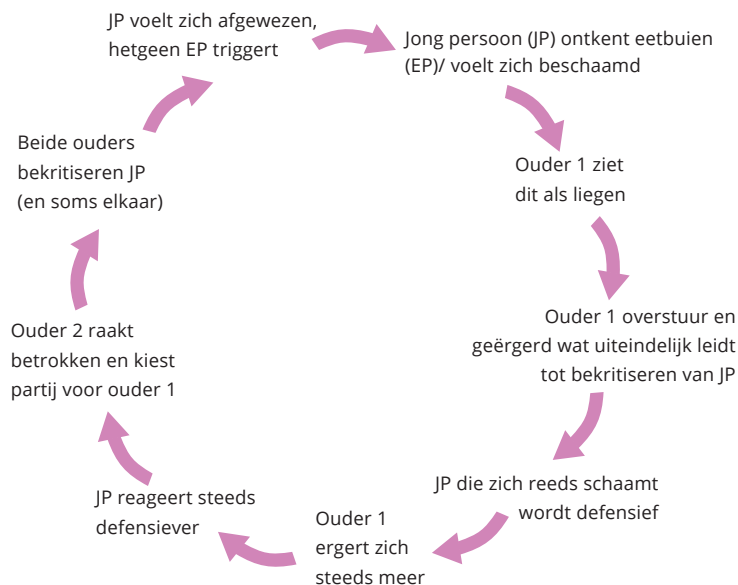 JP voelt zich afgewezen,
hetgeen EP triggert
Jong persoon (JP) ontkent eetbuien
(EP)/ voelt zich beschaamd
Ouder 1 ziet
dit als liegen
Ouder 1 overstuur en
geërgerd wat uiteindelijk leidt
tot bekritiseren van JP
JP die zich reeds schaamt
wordt defensief
Ouder 1
ergert zich
steeds meer
JP reageert steeds
defensiever
Ouder 2 raakt
betrokken en kiest
partij voor ouder 1
Beide ouders
bekritiseren JP
(en soms elkaar)